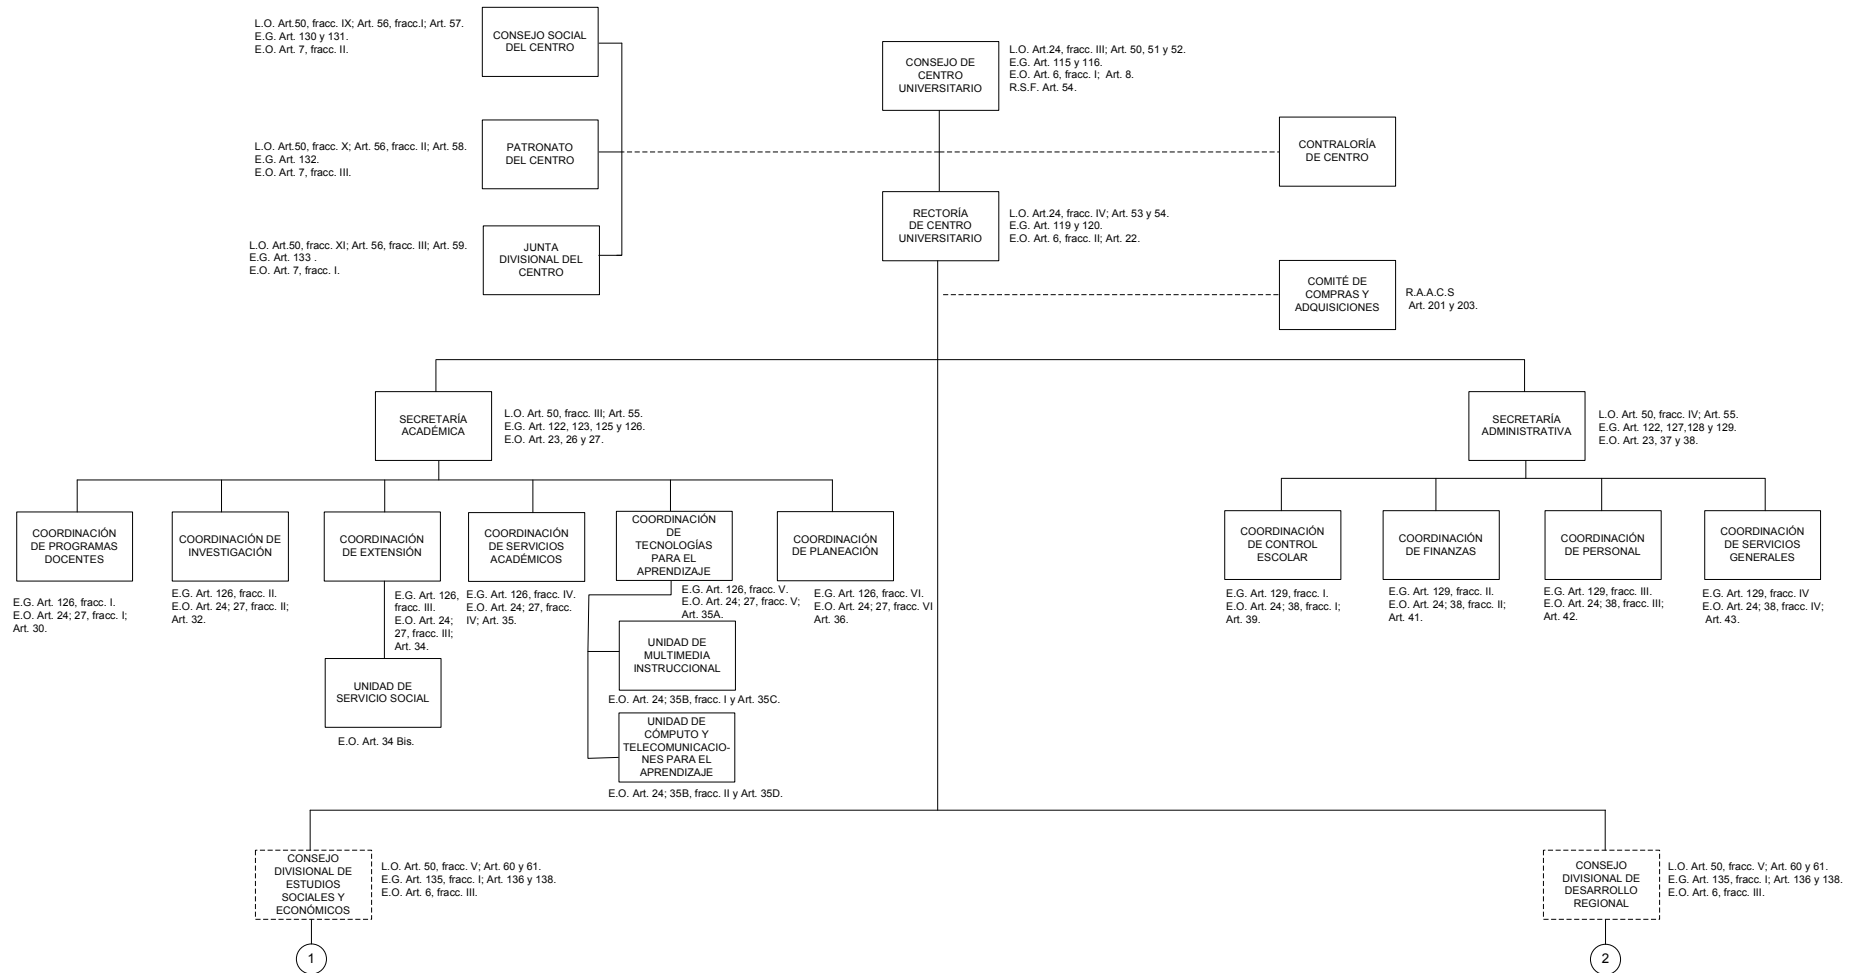 L.O. Art.50, fracc. IX; Art. 56, fracc.I; Art. 57.
E.G. Art. 130 y 131.
E.O. Art. 7, fracc. II.
CONSEJO SOCIAL
DEL CENTRO
CONSEJO DE
CENTRO
UNIVERSITARIO
L.O. Art.24, fracc. III; Art. 50, 51 y 52.
E.G. Art. 115 y 116.
E.O. Art. 6, fracc. I;  Art. 8.
R.S.F. Art. 54.
L.O. Art.50, fracc. X; Art. 56, fracc. II; Art. 58.
E.G. Art. 132.
E.O. Art. 7, fracc. III.
PATRONATO
DEL CENTRO
CONTRALORÍA
DE CENTRO
L.O. Art.50, fracc. XI; Art. 56, fracc. III; Art. 59.
E.G. Art. 133 .
E.O. Art. 7, fracc. I.
JUNTA
DIVISIONAL DEL
CENTRO
RECTORÍA
DE CENTRO
UNIVERSITARIO
L.O. Art.24, fracc. IV; Art. 53 y 54.
E.G. Art. 119 y 120.
E.O. Art. 6, fracc. II; Art. 22.
COMITÉ DE
COMPRAS Y
ADQUISICIONES
R.A.A.C.S
Art. 201 y 203.
SECRETARÍA
ACADÉMICA
L.O. Art. 50, fracc. III; Art. 55.
E.G. Art. 122, 123, 125 y 126.
E.O. Art. 23, 26 y 27.
SECRETARÍA
ADMINISTRATIVA
L.O. Art. 50, fracc. IV; Art. 55.
E.G. Art. 122, 127,128 y 129.
E.O. Art. 23, 37 y 38.
COORDINACIÓN
DE PROGRAMAS
DOCENTES
E.G. Art. 126, fracc. I.
E.O. Art. 24; 27, fracc. I;
Art. 30.
COORDINACIÓN DE
INVESTIGACIÓN
E.G. Art. 126, fracc. II.
E.O. Art. 24; 27, fracc. II;
Art. 32.
COORDINACIÓN
DE EXTENSIÓN
E.G. Art. 126,
fracc. III.
E.O. Art. 24;
27, fracc. III;
Art. 34.
UNIDAD DE
SERVICIO SOCIAL
E.O. Art. 34 Bis.
COORDINACIÓN
DE SERVICIOS
ACADÉMICOS
E.G. Art. 126, fracc. IV.
E.O. Art. 24; 27, fracc.
IV; Art. 35.
COORDINACIÓN
DE
TECNOLOGÍAS
PARA EL
APRENDIZAJE
E.G. Art. 126, fracc. V.
E.O. Art. 24; 27, fracc. V;
Art. 35A.
UNIDAD DE
MULTIMEDIA
INSTRUCCIONAL
E.O. Art. 24; 35B, fracc. I y Art. 35C.
UNIDAD DE
CÓMPUTO Y
TELECOMUNICACIO-
NES PARA EL
APRENDIZAJE
E.O. Art. 24; 35B, fracc. II y Art. 35D.
COORDINACIÓN
DE PLANEACIÓN
E.G. Art. 126, fracc. VI.
E.O. Art. 24; 27, fracc. VI
Art. 36.
COORDINACIÓN
DE CONTROL
ESCOLAR
E.G. Art. 129, fracc. I.
E.O. Art. 24; 38, fracc. I;
Art. 39.
COORDINACIÓN
DE FINANZAS
E.G. Art. 129, fracc. II.
E.O. Art. 24; 38, fracc. II;
Art. 41.
COORDINACIÓN
DE PERSONAL
E.G. Art. 129, fracc. III.
E.O. Art. 24; 38, fracc. III;
Art. 42.
COORDINACIÓN
DE SERVICIOS
GENERALES
E.G. Art. 129, fracc. IV
E.O. Art. 24; 38, fracc. IV;
Art. 43.
CONSEJO
DIVISIONAL DE
ESTUDIOS
SOCIALES Y
ECONÓMICOS
L.O. Art. 50, fracc. V; Art. 60 y 61.
E.G. Art. 135, fracc. I; Art. 136 y 138.
E.O. Art. 6, fracc. III.
1
CONSEJO
DIVISIONAL DE
DESARROLLO
REGIONAL
L.O. Art. 50, fracc. V; Art. 60 y 61.
E.G. Art. 135, fracc. I; Art. 136 y 138.
E.O. Art. 6, fracc. III.
2